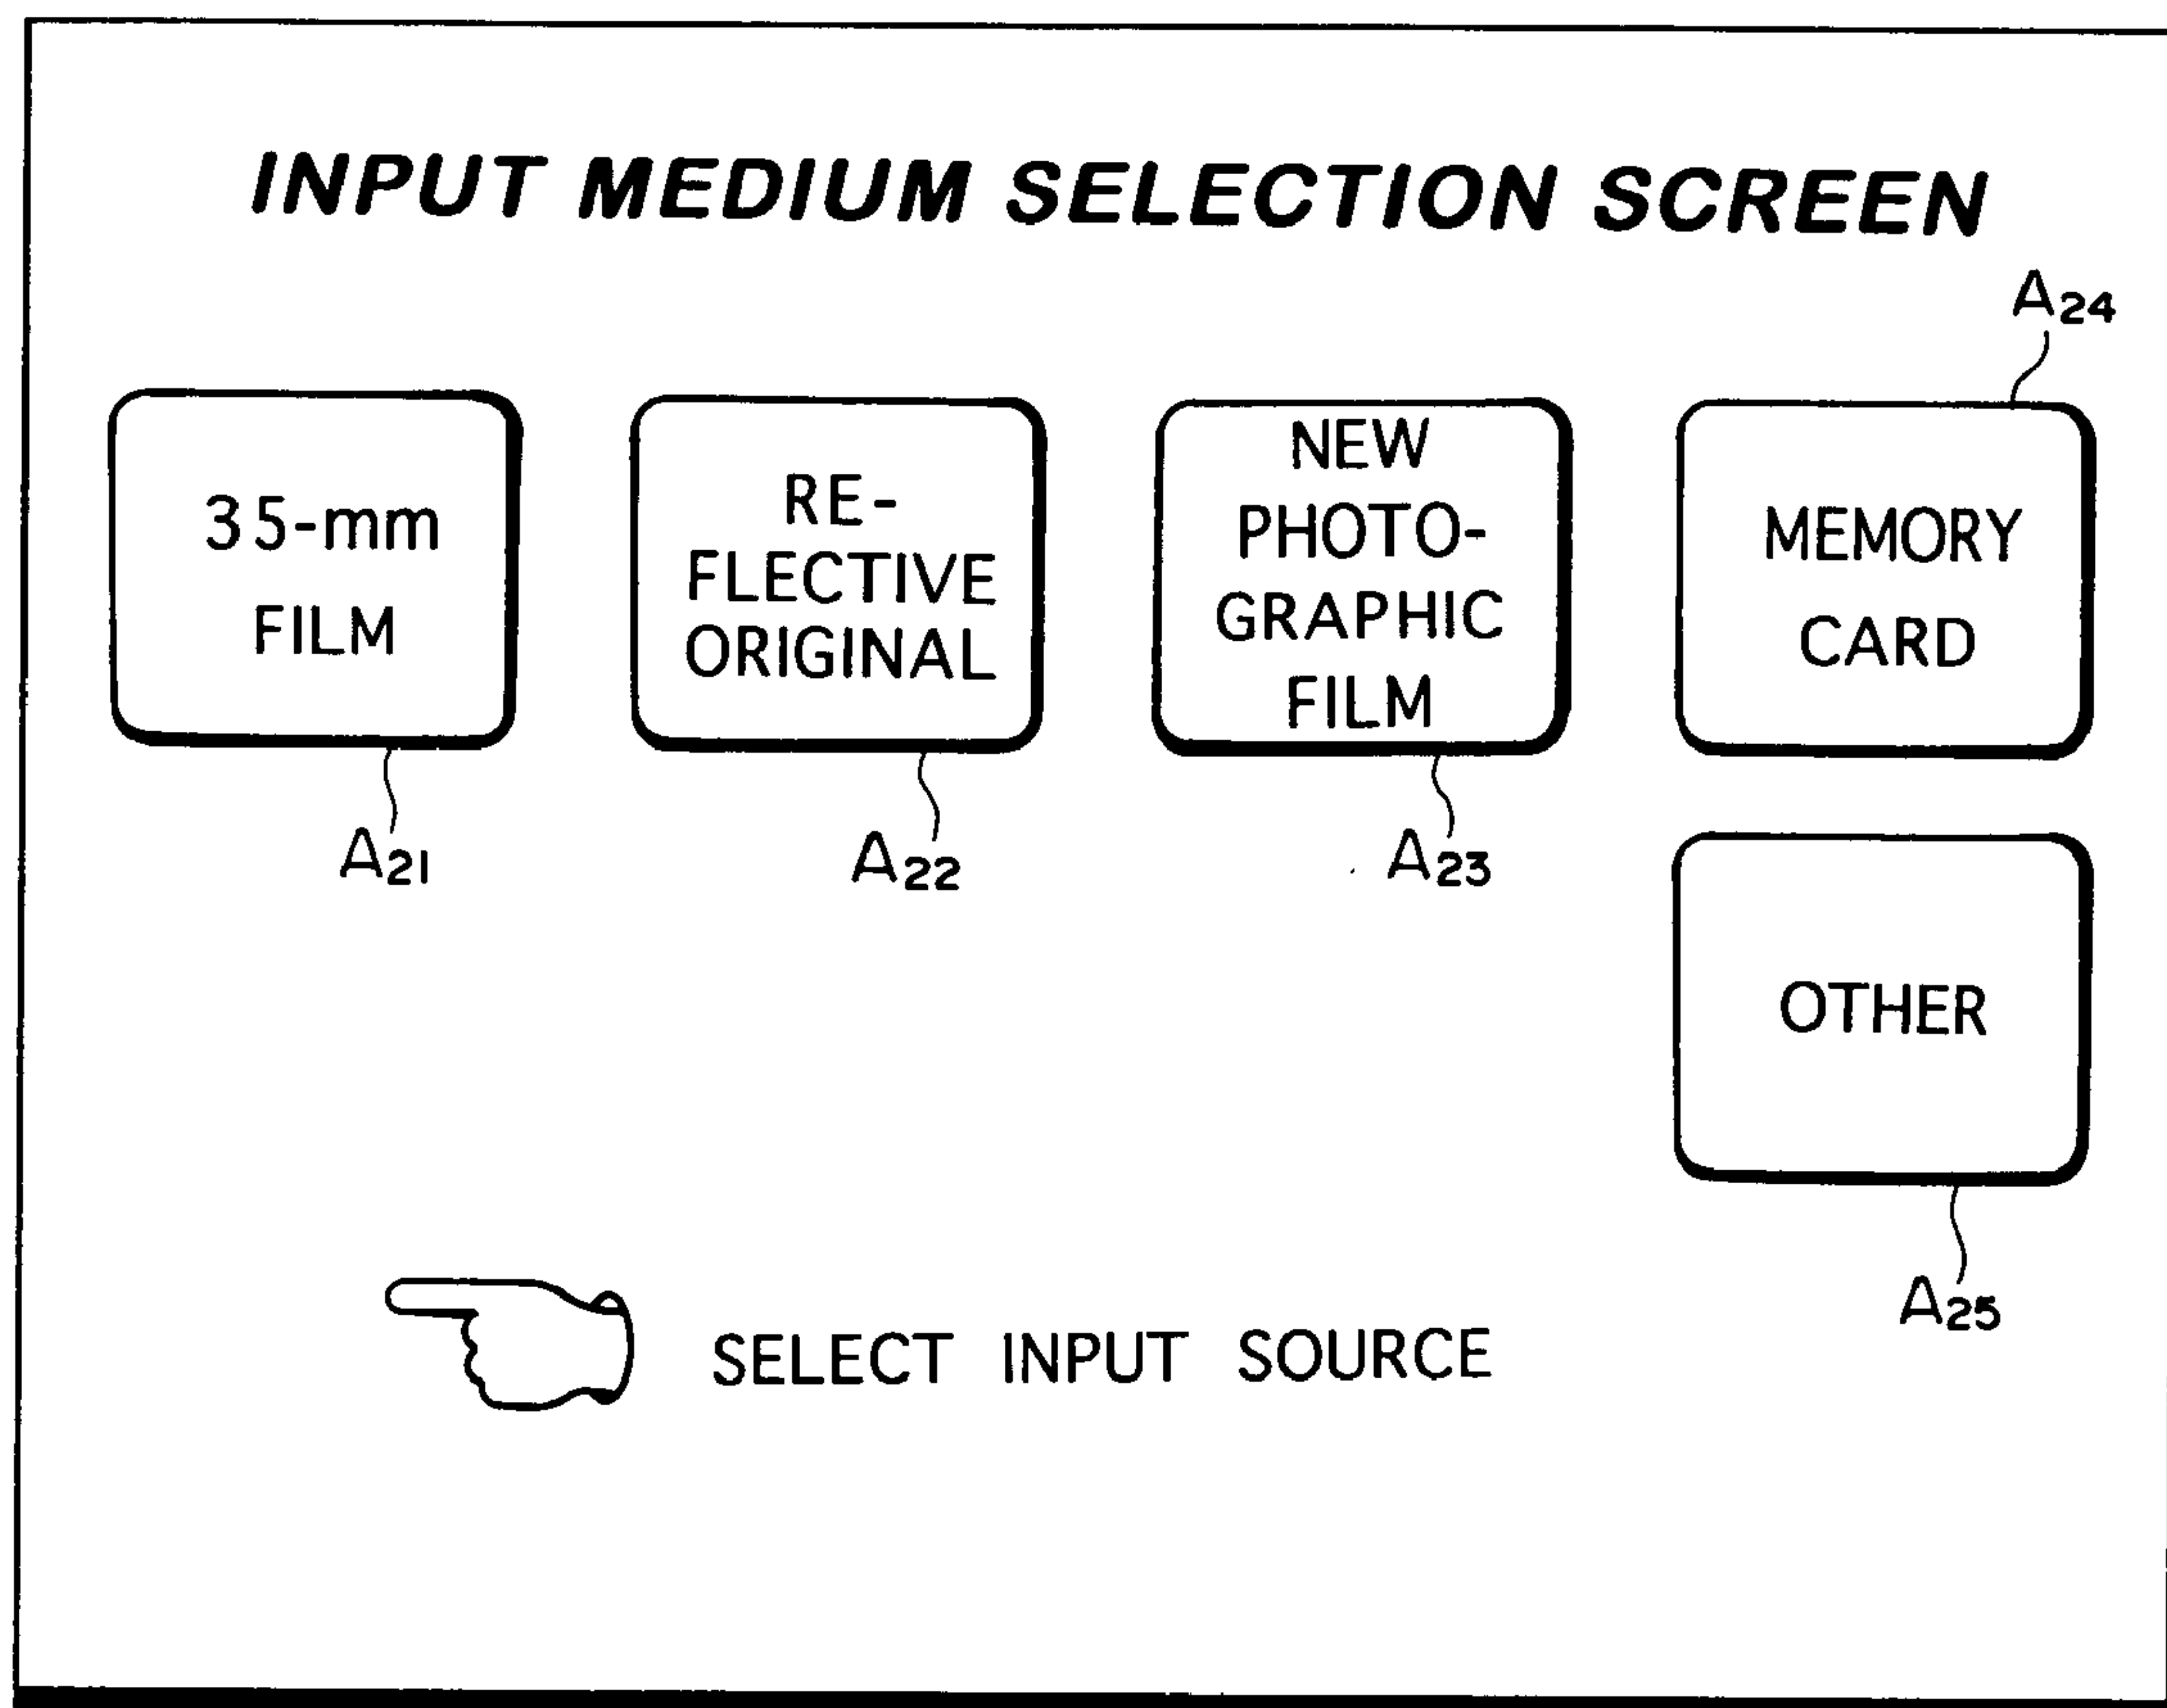 INPUT MEDIUM SELECTION SCREEN
A24
35-mm
FILM
RE-
FLECTIVE
ORIGINAL
NEW
PHOTO-
GRAPHIC
FILM
MEMORY
CARD
A21
A22
A23
OTHER
A25
SELECT INPUT SOURCE